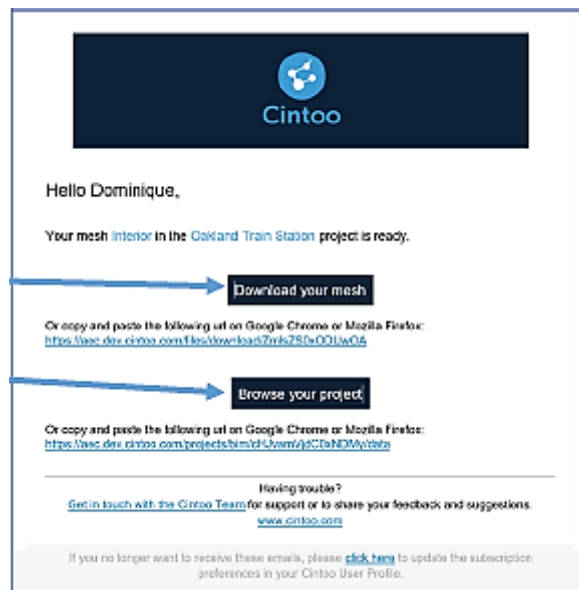 Cintoo
Hello Dominique,
Your mesh Interior in the Oakland Train Station project is ready.
Download your mesh
Or copy and paste the following url on Google Chrome or Mozilla Firefox:
Browse your project
Or copy and paste the following url on Google Chrome or Mozilla Firefox:
Having trouble?
Get in touch with the Cintoo Team for support or to share your feedback and suggestions.
www.cintoo.com
If you no longer want to receive these emails, please click here to update the subscription
preferences in your Cintoo User Profile.